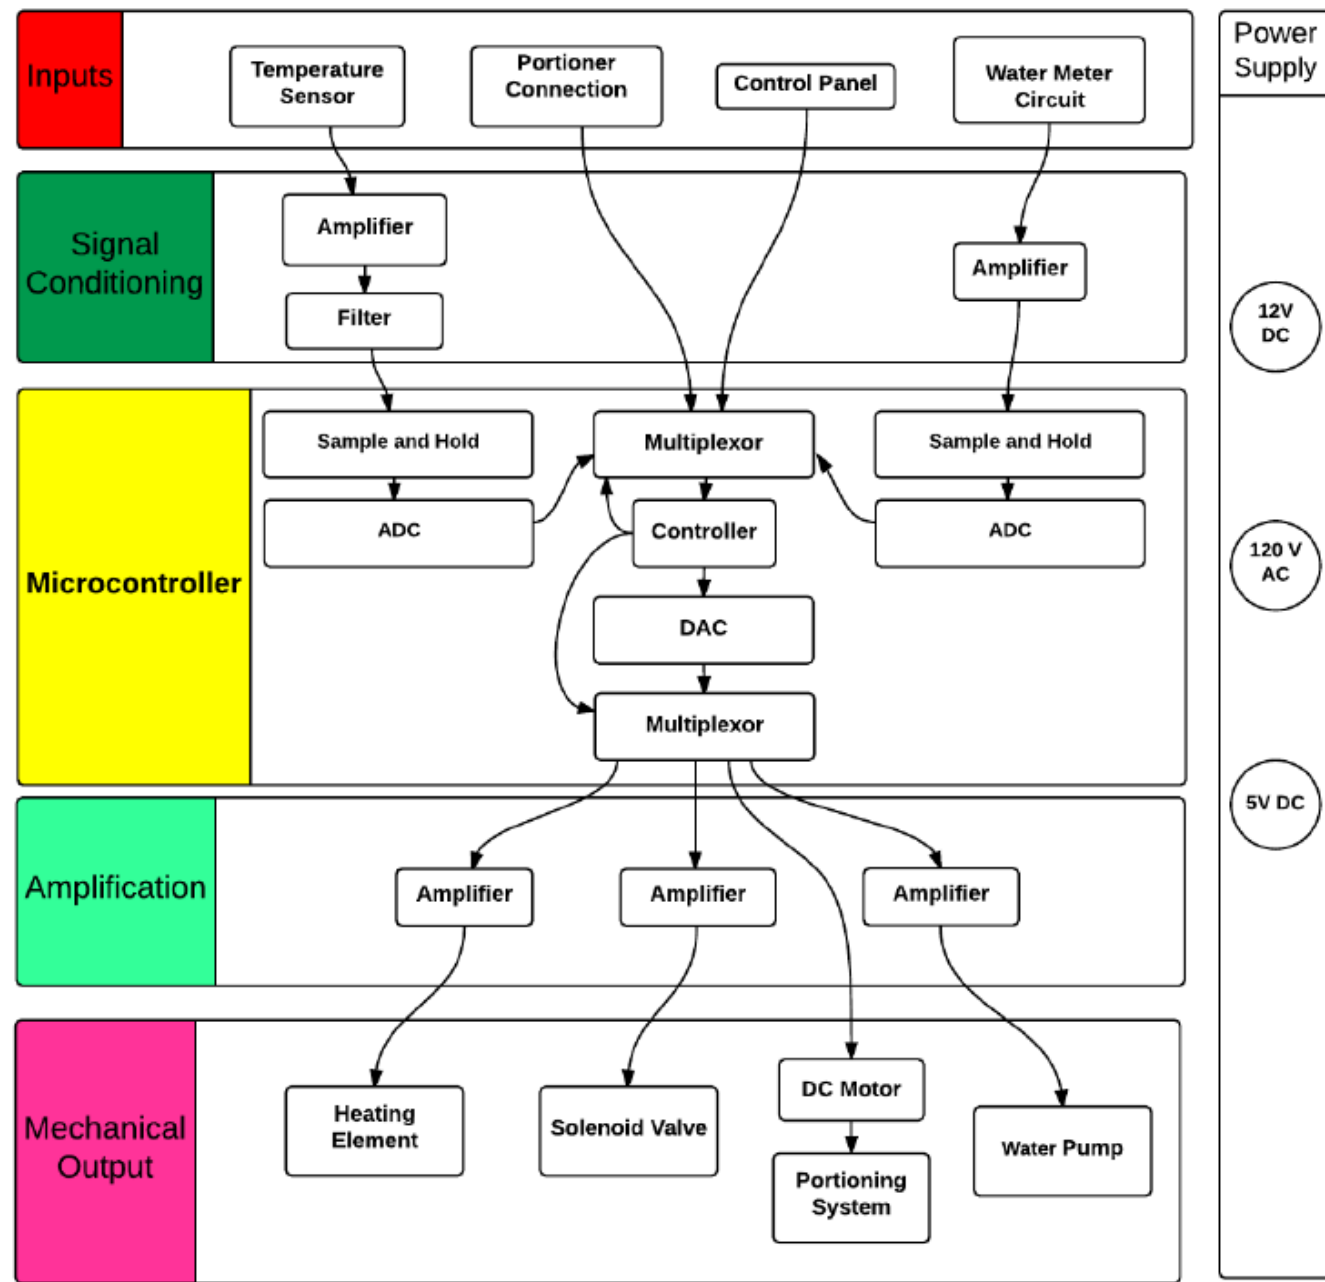 Inputs
Temperature
Sensor
Portioner
Connection
Control Panel
Water Meter
Circuit
Power
Supply
Signal
Conditioning
Amplifier
Filter
Amplifier
12V
DC
Microcontroller
Sample and Hold
Multiplexor
Sample and Hold
ADC
Controller
ADC
DAC
Multiplexor
120 V
AC
5V DC
Amplification
Amplifier
Amplifier
Amplifier
Mechanical
Output
Heating
Element
Solenoid Valve
DC Motor
Portioning
System
Water Pump